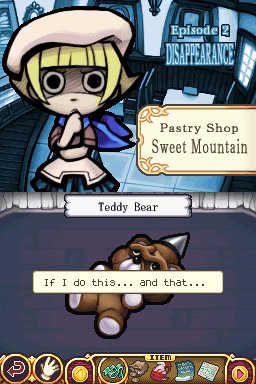 Episode 2
DISAPPEARANCE
Pastry Shop
Sweet Mountain
Teddy Bear
If I do this... and that...
ITEM